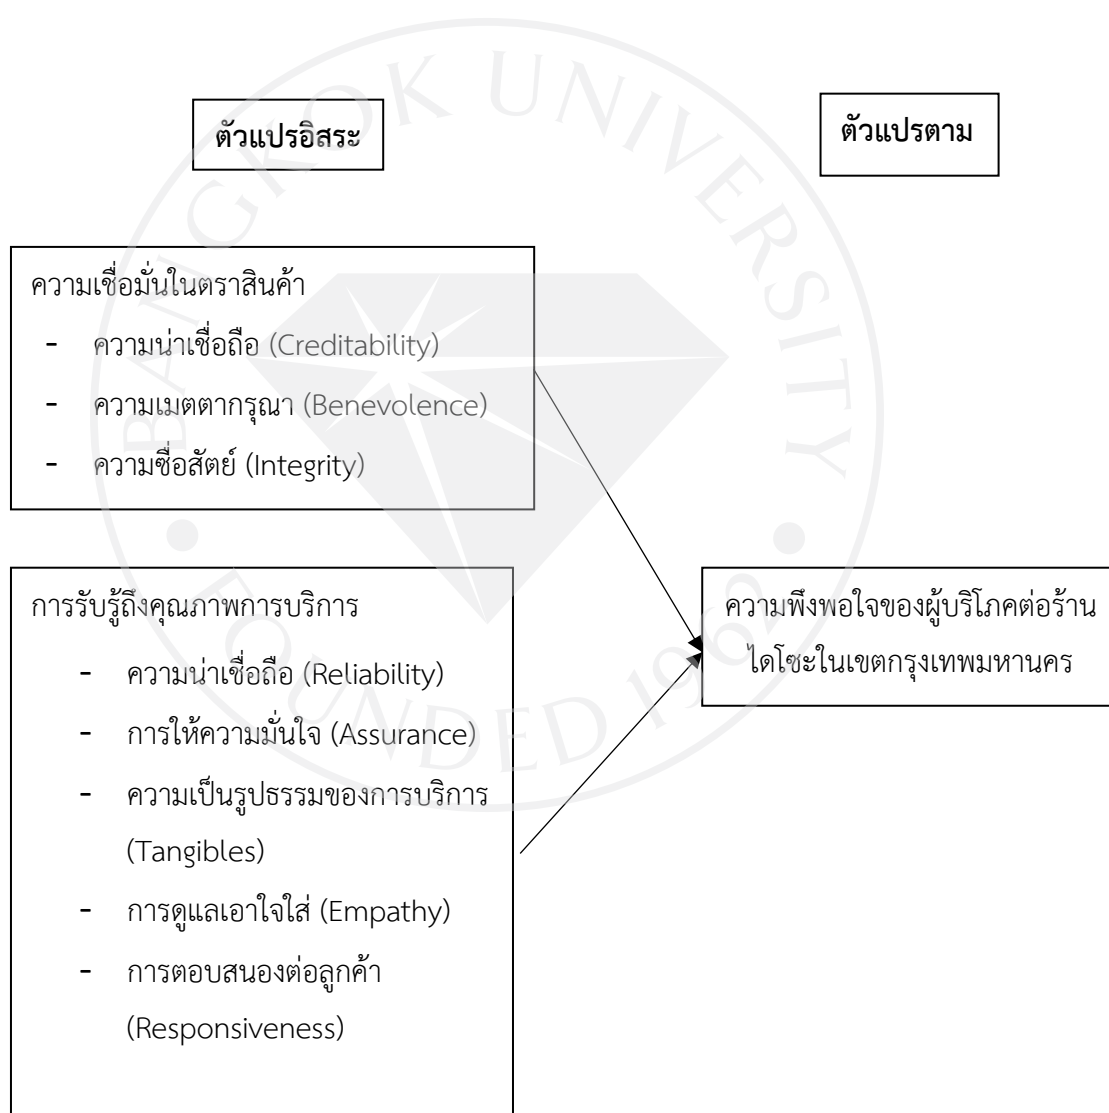 ตัวแปรอิสระ
ตัวแปรตาม
ความเชื่อมั่นในตราสินค้า
- ความน่าเชื่อถือ (Creditability)
- ความเมตตากรุณา (Benevolence)
- ความซื่อสัตย์ (Integrity)
การรับรู้ถึงคุณภาพการบริการ
- ความน่าเชื่อถือ (Reliability)
- การให้ความมั่นใจ (Assurance)
- ความเป็นรูปธรรมของการบริการ
(Tangibles)
- การดูแลเอาใจใส่ (Empathy)
- การตอบสนองต่อลูกค้า
(Responsiveness)
ความพึงพอใจของผู้บริโภคต่อร้าน
ไดโซะในเขตกรุงเทพมหานคร
BANGKOK UNIVERSITY
FOUNDED 1962